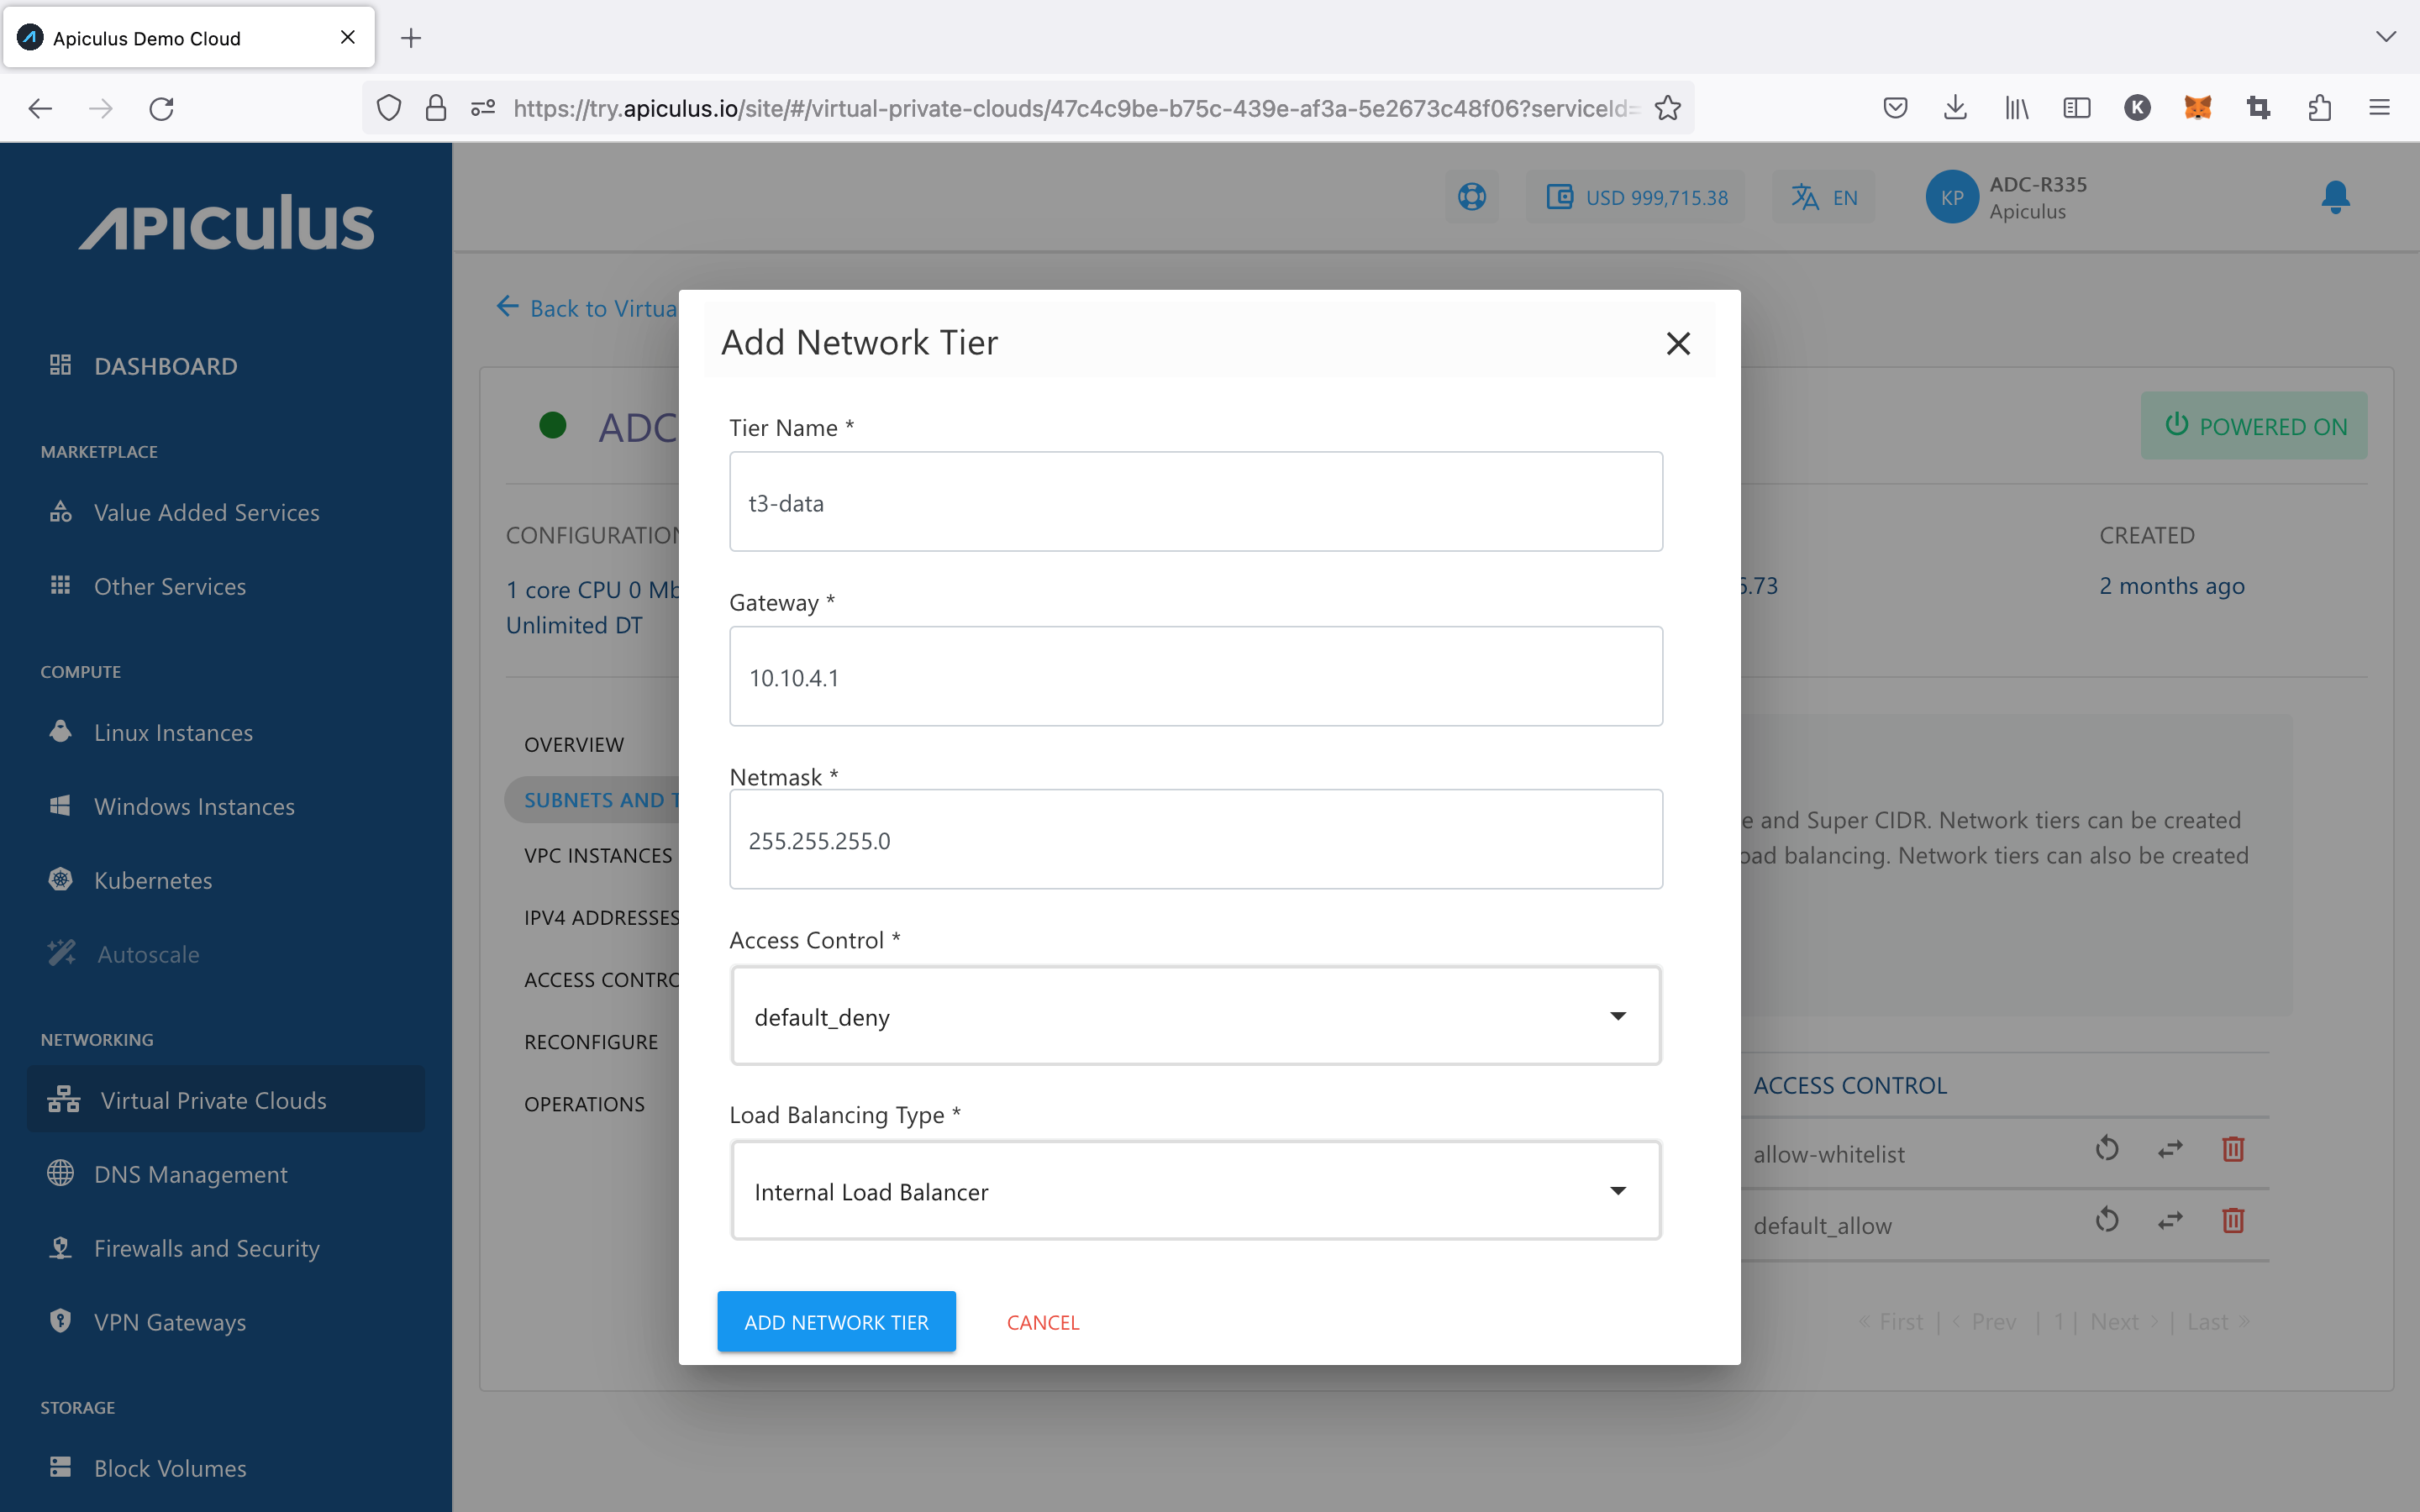 Apiculus Demo Cloud
https://try.apiculus.io/site/#/virtual-private-clouds/47c4c9be-b75c-439e-af3a-5e2673c48f06?serviceId=
K
APICULUS
USD 999,715.38
EN
KP
ADC-R335
Apiculus
DASHBOARD
MARKETPLACE
Value Added Services
Other Services
COMPUTE
Linux Instances
Windows Instances
Kubernetes
Autoscale
NETWORKING
Virtual Private Clouds
DNS Management
Firewalls and Security
VPN Gateways
STORAGE
Block Volumes
Back to Virtua
ADC
POWERED ON
CONFIGURATION
1 core CPU 0 Mb
Unlimited DT
5.73
CREATED
2 months ago
OVERVIEW
SUBNETS AND T
VPC INSTANCES
IPV4 ADDRESSES
ACCESS CONTRO
RECONFIGURE
OPERATIONS
e and Super CIDR. Network tiers can be created
oad balancing. Network tiers can also be created
ACCESS CONTROL
allow-whitelist
default_allow
« First | ‹ Prev | 1 | Next › | Last »
Add Network Tier
Tier Name *
t3-data
Gateway *
10.10.4.1
Netmask *
255.255.255.0
Access Control *
default_deny
Load Balancing Type *
Internal Load Balancer
ADD NETWORK TIER
CANCEL